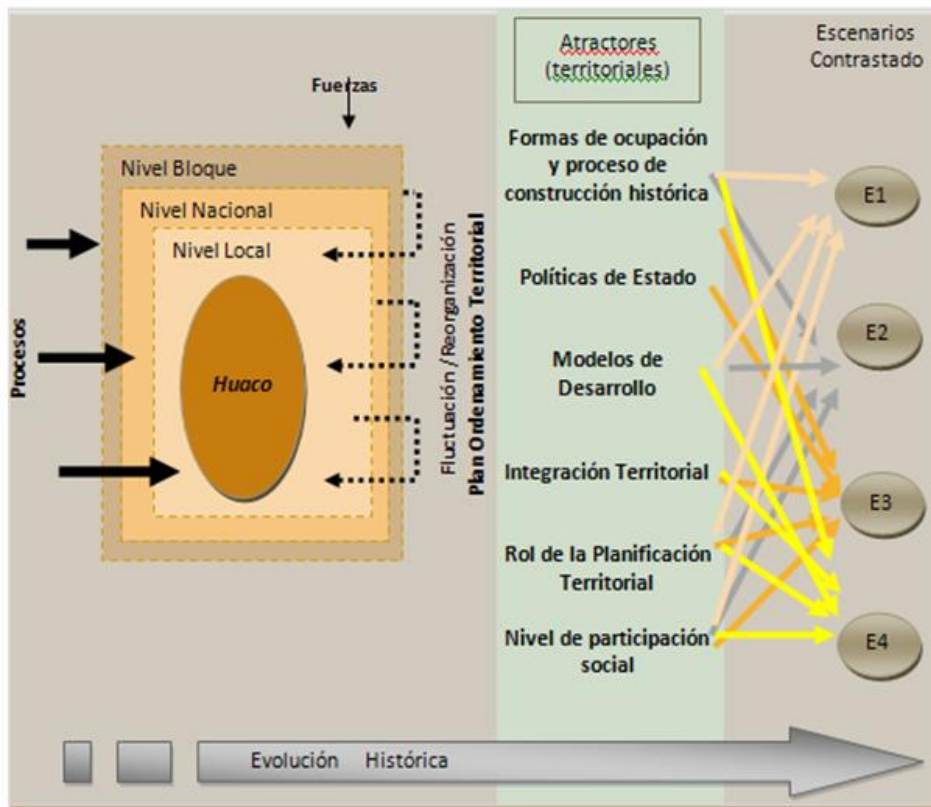 Fuerzas
Nivel Bloque
Nivel Nacional
Nivel Local
Huaco
Procesos
Fluctuación / Reorganización
Plan Ordenamiento Territorial
Atractores
(territoriales)
Formas de ocupación
y proceso de
construcción histórica
Políticas de Estado
Modelos de
Desarrollo
Integración Territorial
Rol de la Planificación
Territorial
Nivel de participación
social
Escenarios
Contrastado
E1
E2
E3
E4
Evolución Histórica